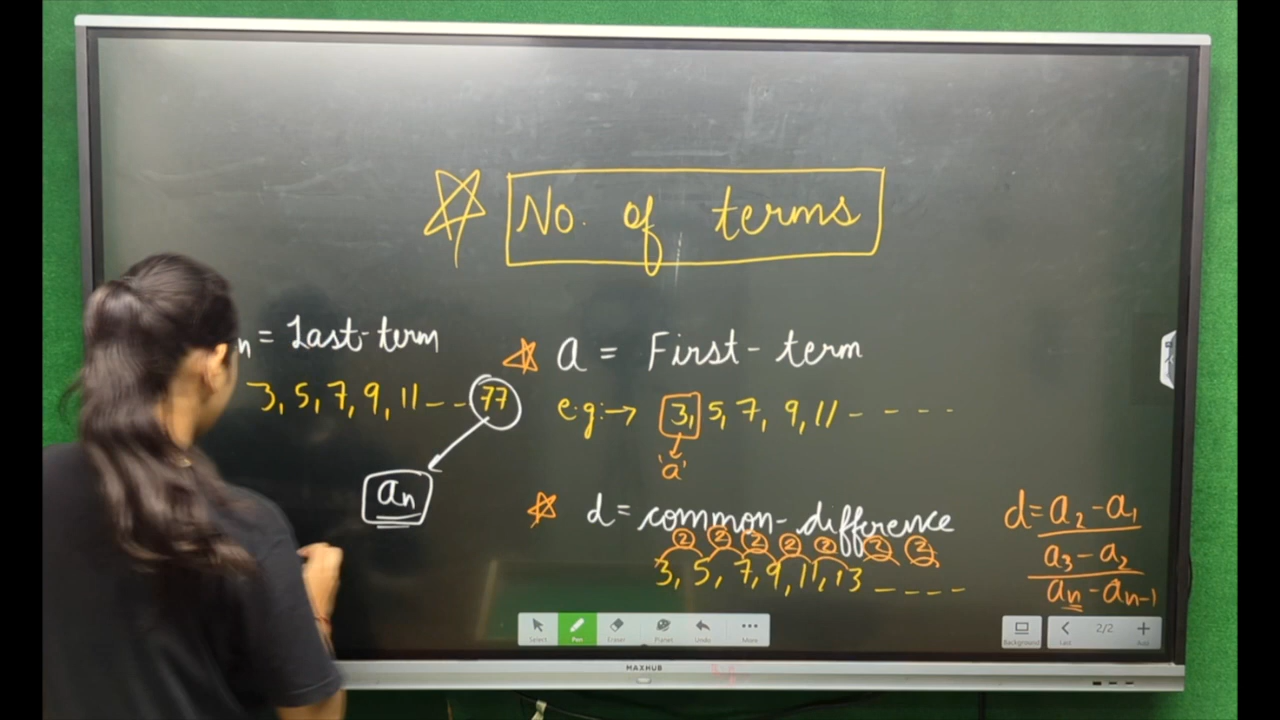 No. of terms
n = Last-term
3, 5, 7, 9, 11 -- 77
an
a = First-term
e.g:→ 3, 5, 7, 9, 11 ----
'a'
d = common-difference
2 2 2 2 2 2 2
3, 5, 7, 9, 11, 13 ----
d = a2 - a1
a3 - a2
an - an-1
Select
Pen
Eraser
Planet
Undo
More
Background
Last
2/2
Add
MAXHUB